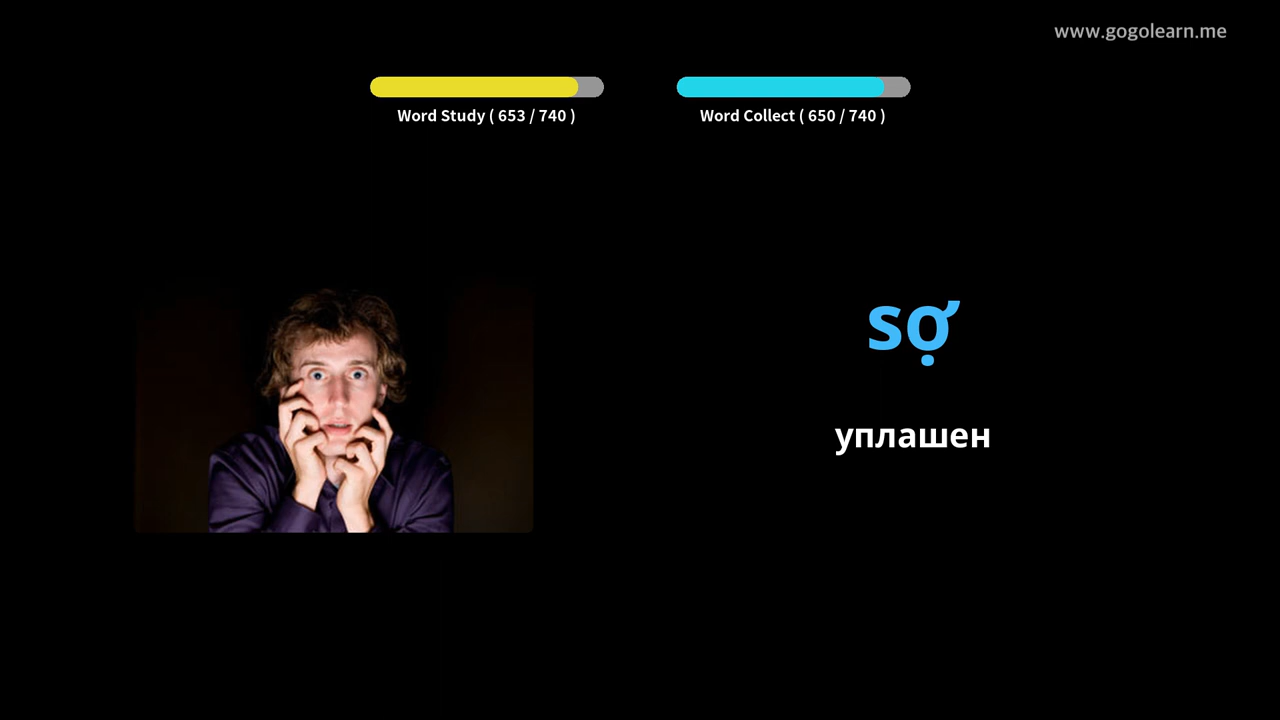 www.gogolearn.me
Word Study ( 653 / 740 )
Word Collect ( 650 / 740 )
sợ
уплашен